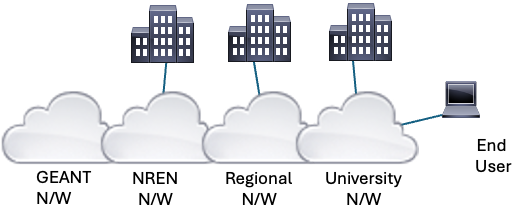 GEANT
N/W
NREN
N/W
Regional
N/W
University
N/W
End
User